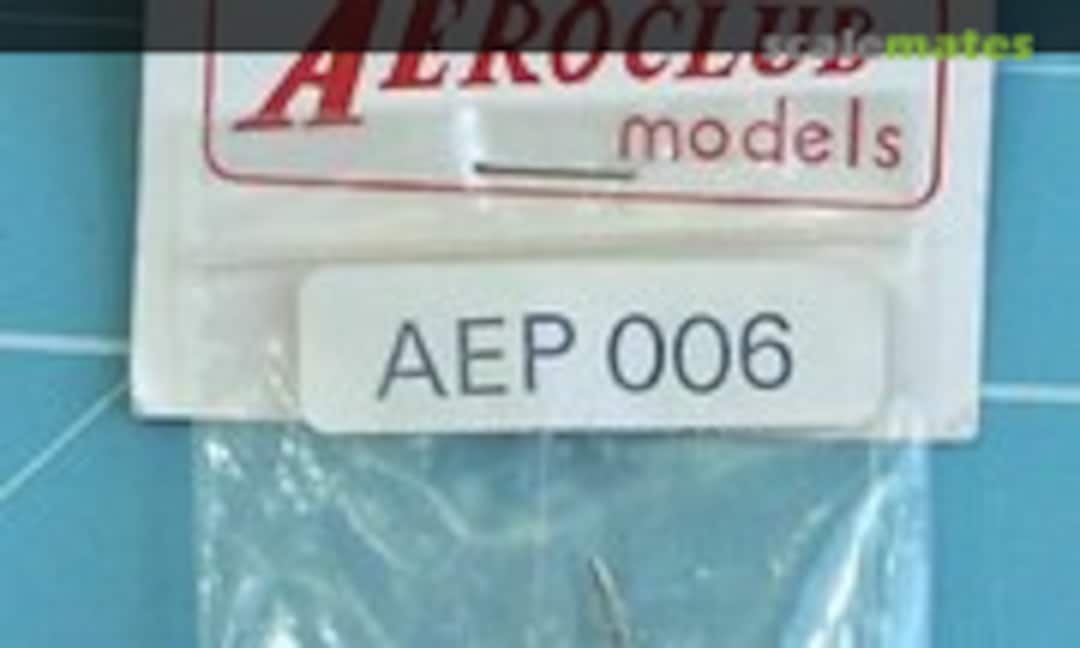 scalemates
AEROCLUB
models
AEP 006